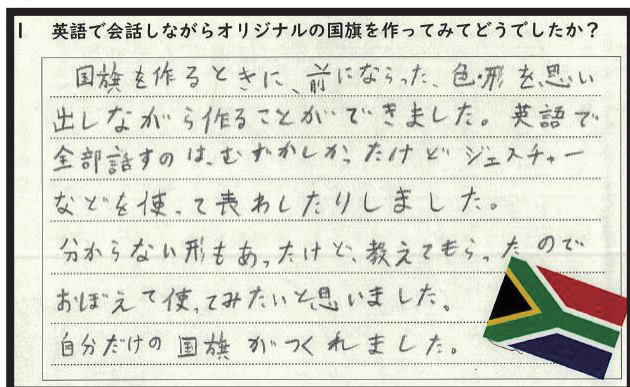 1 英語で会話しながらオリジナルの国旗を作ってみてどうでしたか?
国旗を作るときに、前にならった、色・形を思い
出しながら作ることができました。英語で
全部話すのは、むずかしかったけど ジェスチャー
などを使って表わしたりしました。
分からない形もあったけど、教えてもらったので
おぼえて使ってみたいと思いました。
自分だけの国旗がつくれました。